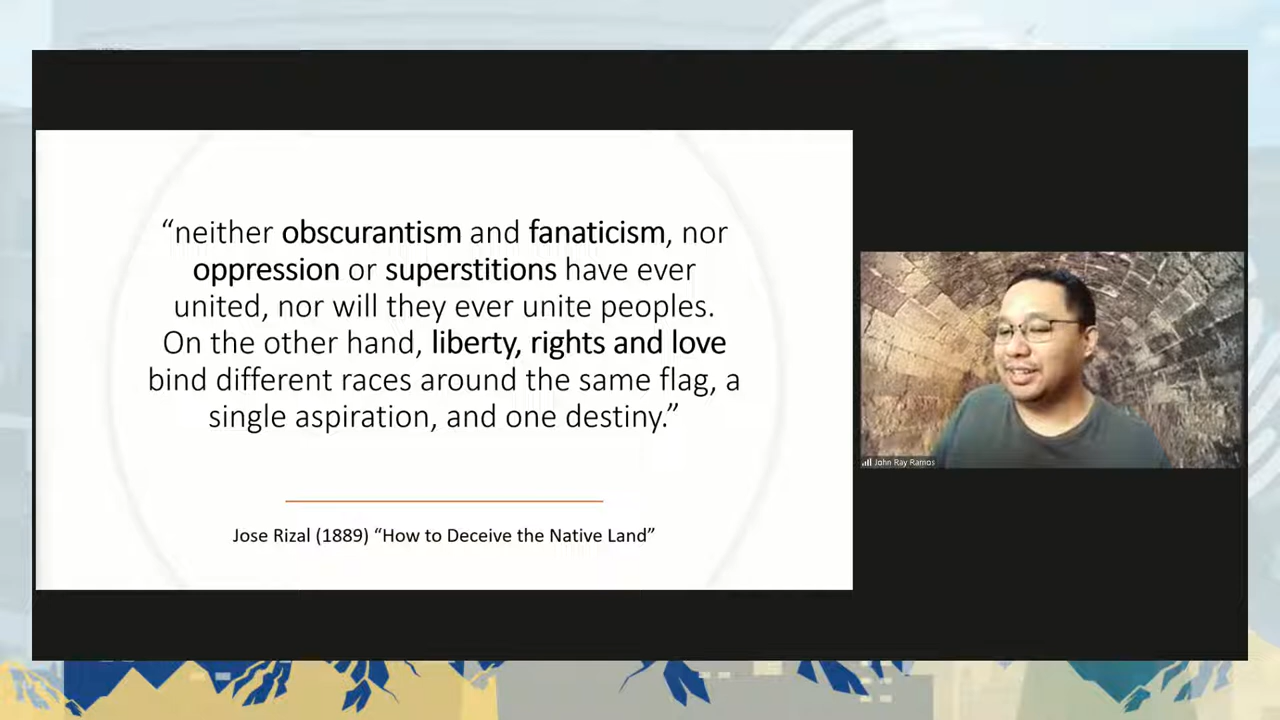 “neither obscurantism and fanaticism, nor
oppression or superstitions have ever
united, nor will they ever unite peoples.
On the other hand, liberty, rights and love
bind different races around the same flag, a
single aspiration, and one destiny.”
Jose Rizal (1889) “How to Deceive the Native Land”
John Ray Ramos